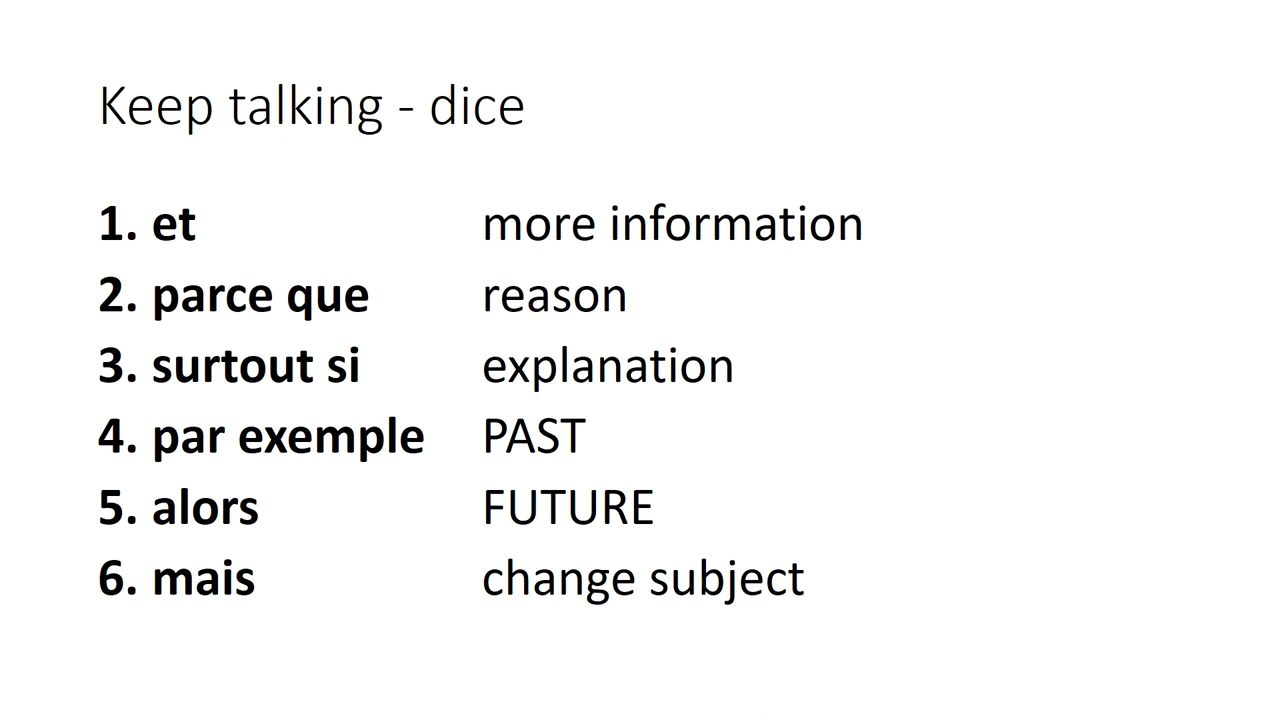 Keep talking - dice
1. et more information
2. parce que reason
3. surtout si explanation
4. par exemple PAST
5. alors FUTURE
6. mais change subject